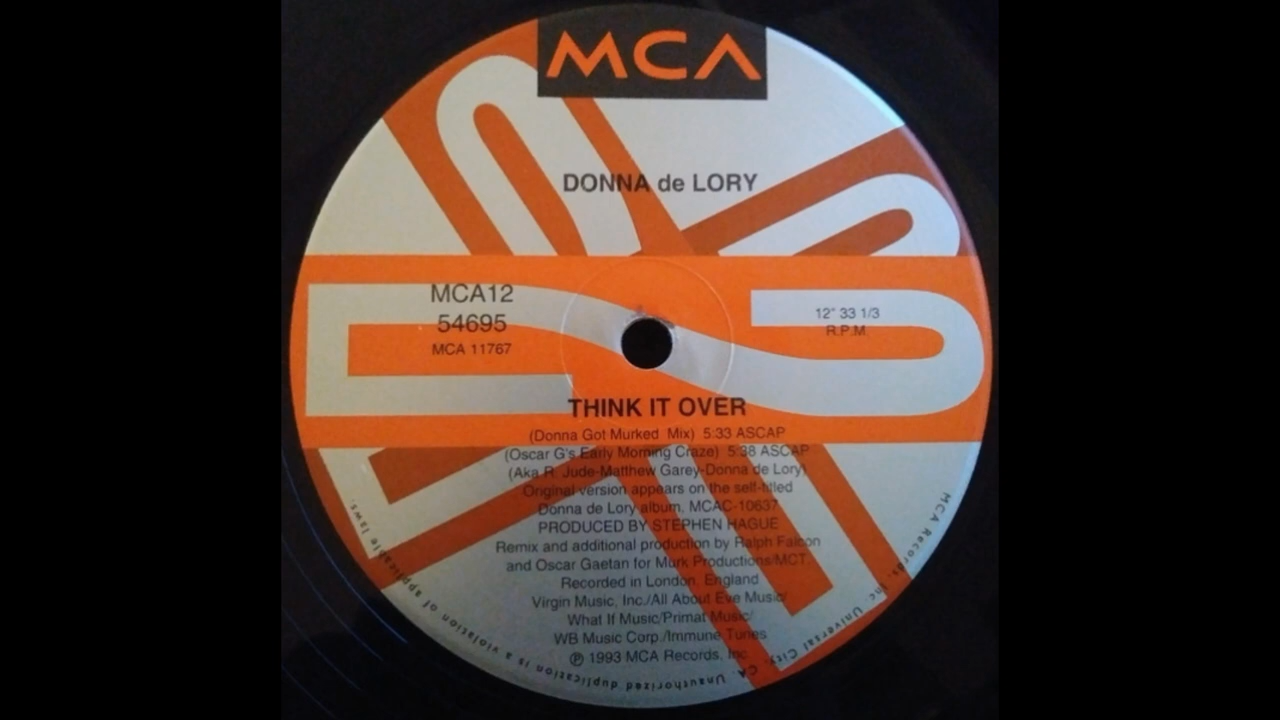 MCA
DONNA de LORY
MCA12
54695
MCA 11767
12" 33 1/3
R.P.M.
THINK IT OVER
(Donna Got Murked Mix) 5:33 ASCAP
(Oscar G's Early Morning Craze) 5:38 ASCAP
(Aka R. Jude-Matthew Garey-Donna de Lory)
Original version appears on the self-titled
Donna de Lory album, MCAC-10637
PRODUCED BY STEPHEN HAGUE
Remix and additional production by Ralph Falcon
and Oscar Gaetan for Murk Productions/MCT.
Recorded in London, England
Virgin Music, Inc./All About Eve Music/
What If Music/Primat Music/
WB Music Corp./Immune Tunes
℗ 1993 MCA Records, Inc.
MCA Records, Inc. Universal City, CA. Unauthorized duplication is a violation of applicable laws.